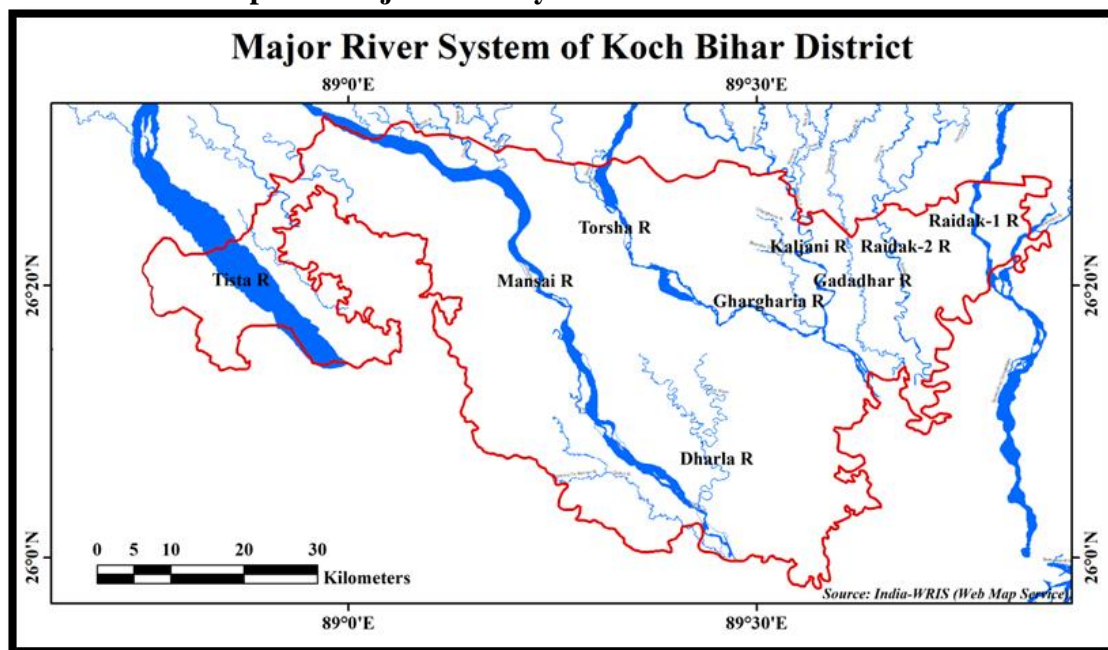 Major River System of Koch Bihar District
89°0'E
89°30'E
Raidak-1 R
Torsha R
Kaljani R
Raidak-2 R
Tista R
Mansai R
Gadadhar R
26°20'N
26°20'N
Ghargharia R
Dharla R
0
5
10
20
30
Kilometers
26°0'N
26°0'N
Source: India-WRIS (Web Map Service)
89°0'E
89°30'E